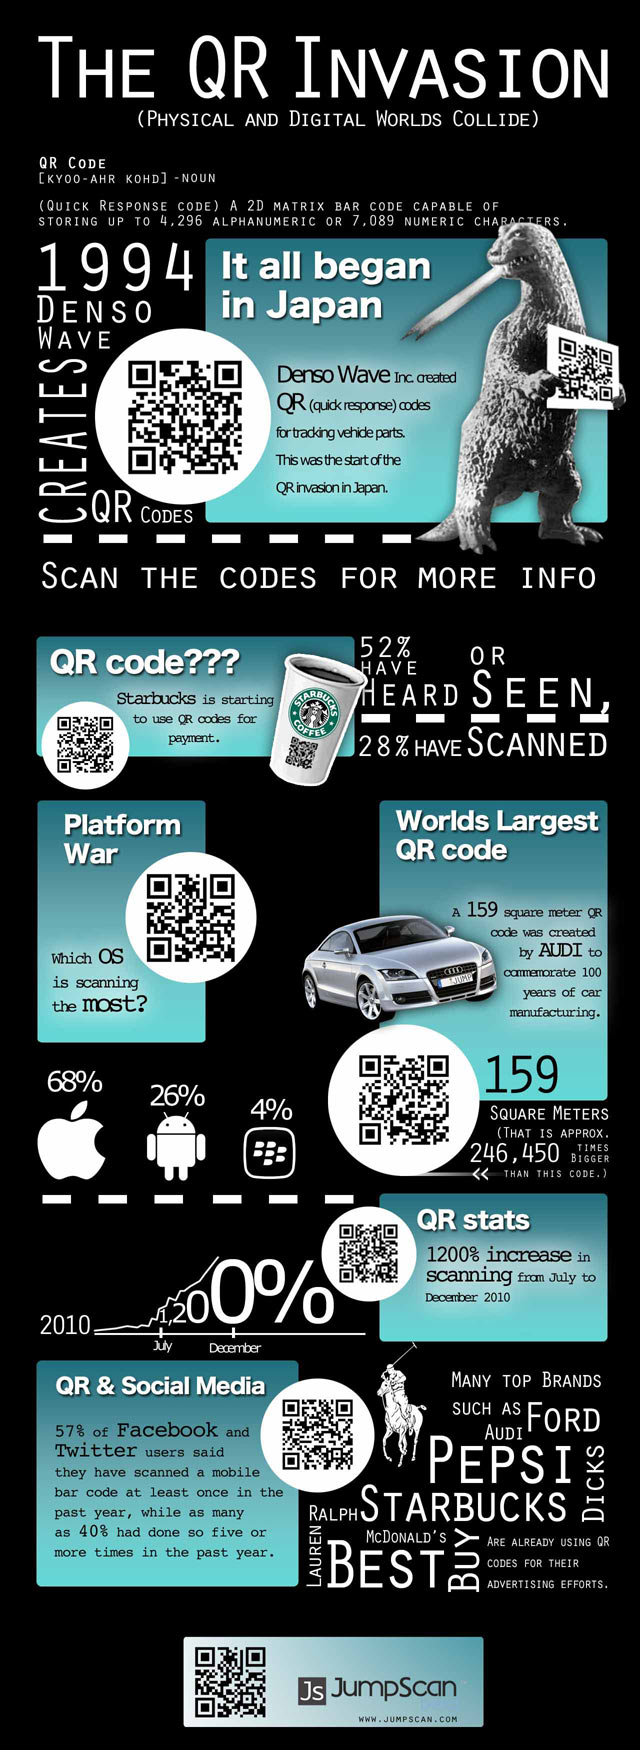 The QR Invasion
(Physical and Digital Worlds Collide)
QR Code
[kyoo-ahr kohd] -noun
(Quick Response code) A 2D matrix bar code capable of
storing up to 4,296 alphanumeric or 7,089 numeric characters.
1994
Denso
Wave
Creates
QR Codes
It all began
in Japan
Denso Wave Inc. created
QR (quick response) codes
for tracking vehicle parts.
This was the start of the
QR invasion in Japan.
Scan the codes for more info
QR code???
Starbucks is starting
to use QR codes for
payment.
STARBUCKS
COFFEE
52%
have
heard
or
Seen,
28% have Scanned
Platform
War
Which OS
is scanning
the most?
68%
26%
4%
Worlds Largest
QR code
A 159 square meter QR
code was created
by AUDI to
commemorate 100
years of car
manufacturing.
JUMP
159
Square Meters
(That is approx.
246,450 times
Bigger
than this code.)
QR stats
1200% increase in
scanning from July to
December 2010
2010
1,200%
July
December
QR & Social Media
57% of Facebook and
Twitter users said
they have scanned a mobile
bar code at least once in the
past year, while as many
as 40% had done so five or
more times in the past year.
Many top Brands
such as Ford
Audi
Pepsi
Dicks
Ralph Starbucks
Lauren
McDonald's
Best
Buy
Are already using QR
codes for their
advertising efforts.
Js JumpScan
www.jumpscan.com